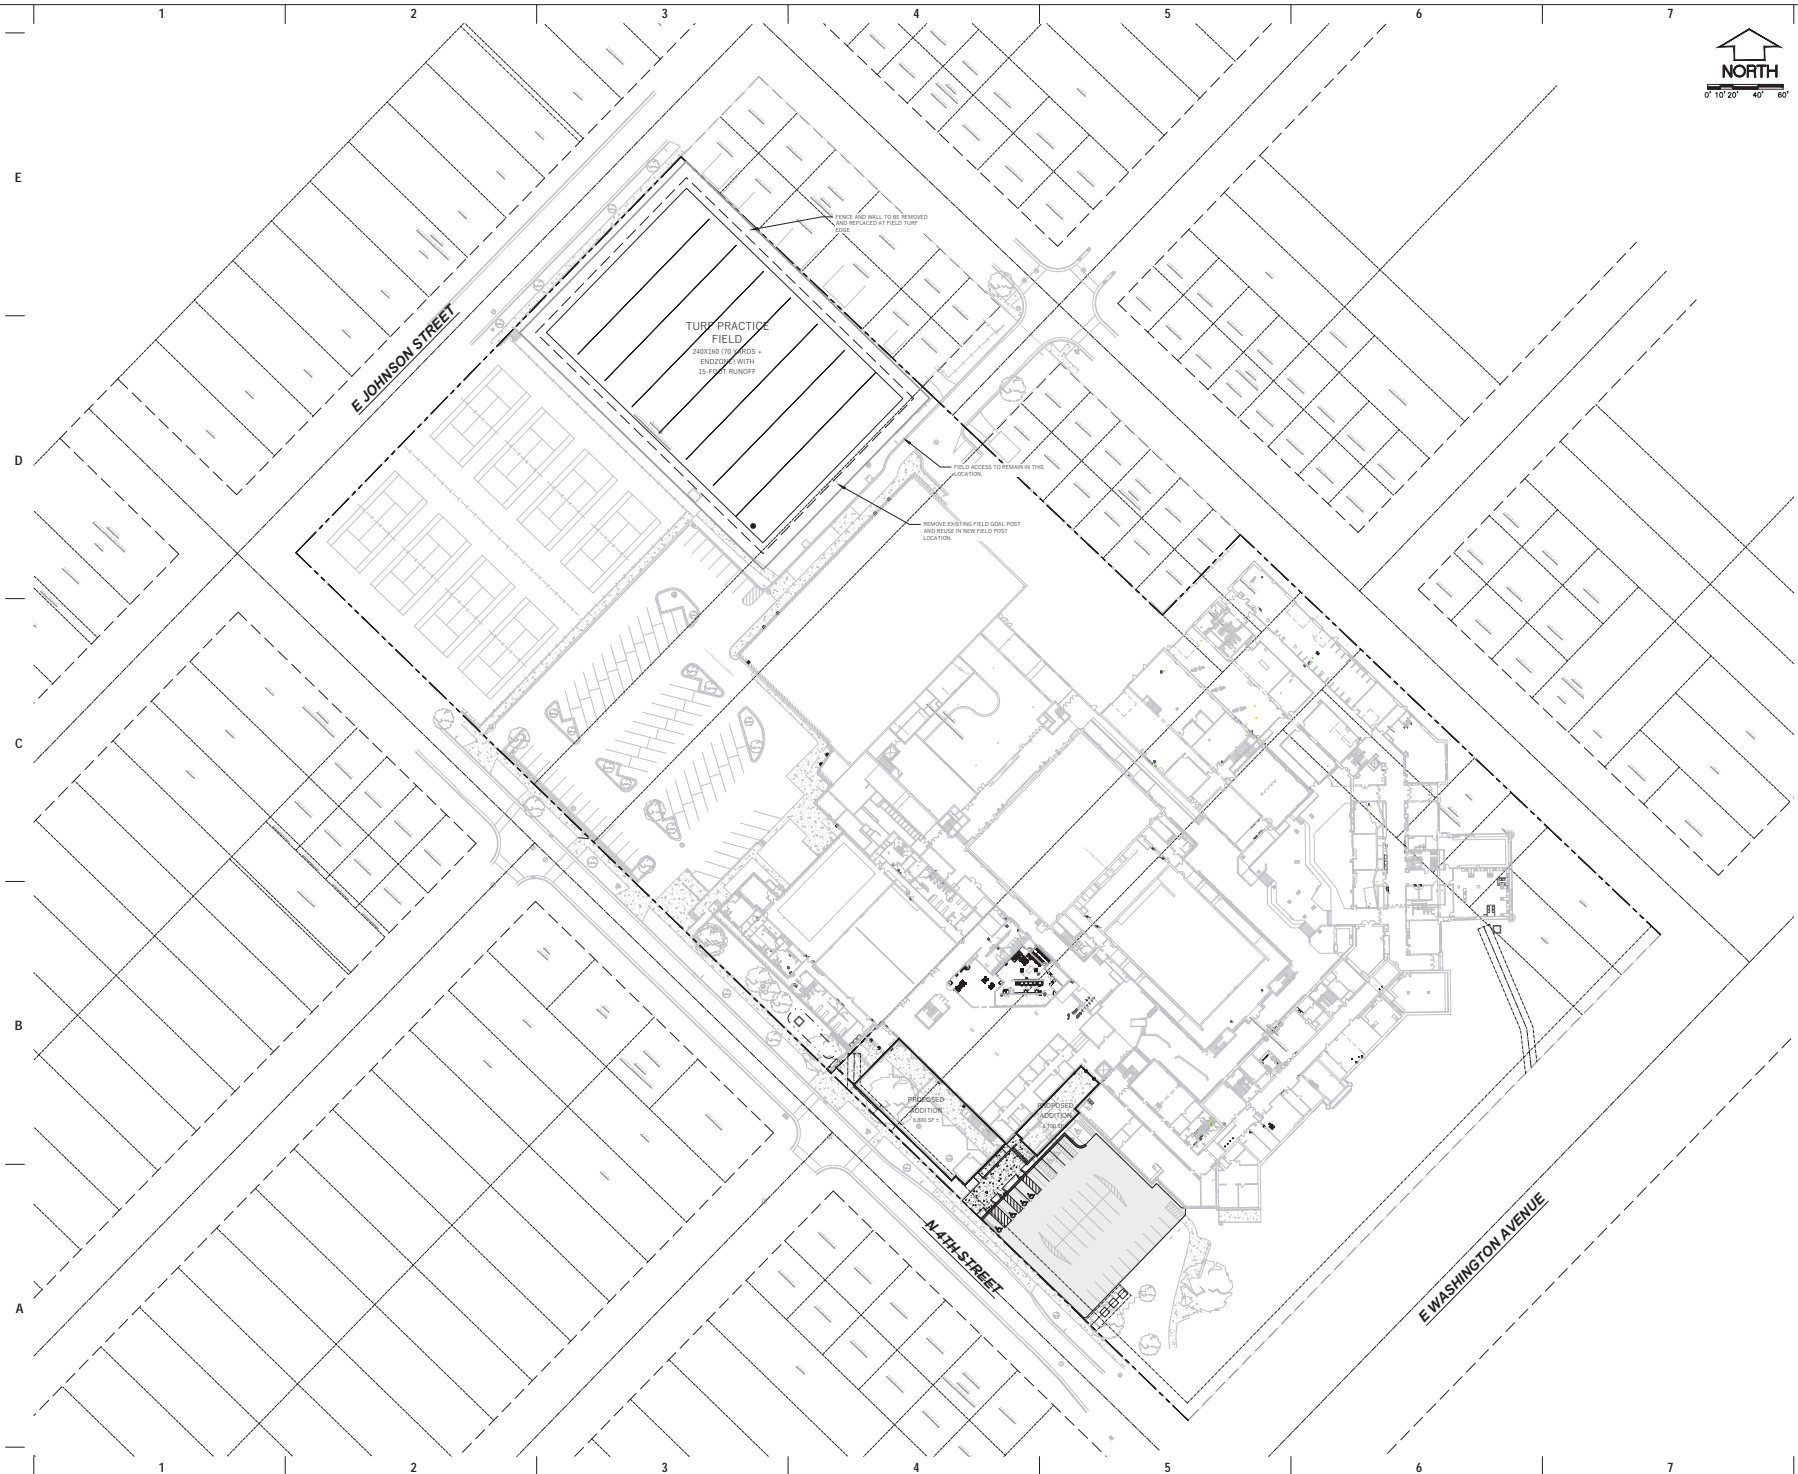 1 2 3 4 5 6 7
NORTH
0' 10' 20' 40' 60'
E
FENCE AND WALL TO BE REMOVED
AND REPLACED AT FIELD TURF
EDGE
E JOHNSON STREET
TURF PRACTICE
FIELD
240X160 (70 YARDS +
ENDZONE) WITH
15-FOOT RUNOFF
D
FIELD ACCESS TO REMAIN IN THIS
LOCATION.
REMOVE EXISTING FIELD GOAL POST
AND REUSE IN NEW FIELD POST
LOCATION.
C
B
PROPOSED
ADDITION
6,800 SF ±
PROPOSED
ADDITION
N 4TH STREET
E WASHINGTON AVENUE
A
1 2 3 4 5 6 7